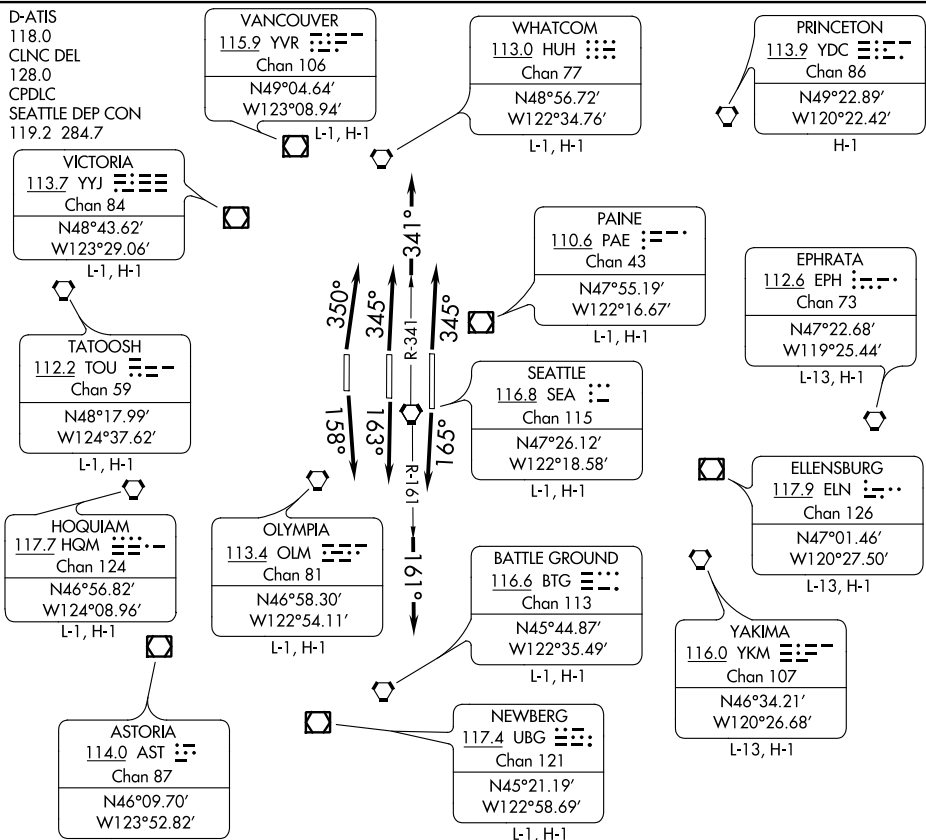 D-ATIS
118.0
CLNC DEL
128.0
CPDLC
SEATTLE DEP CON
119.2 284.7
VANCOUVER
115.9 YVR
Chan 106
N49°04.64′
W123°08.94′
L-1, H-1
WHATCOM
113.0 HUH
Chan 77
N48°56.72′
W122°34.76′
L-1, H-1
PRINCETON
113.9 YDC
Chan 86
N49°22.89′
W120°22.42′
H-1
VICTORIA
113.7 YYJ
Chan 84
N48°43.62′
W123°29.06′
L-1, H-1
PAINE
110.6 PAE
Chan 43
N47°55.19′
W122°16.67′
L-1, H-1
EPHRATA
112.6 EPH
Chan 73
N47°22.68′
W119°25.44′
L-13, H-1
341°
350°
345°
R-341
345°
TATOOSH
112.2 TOU
Chan 59
N48°17.99′
W124°37.62′
L-1, H-1
SEATTLE
116.8 SEA
Chan 115
N47°26.12′
W122°18.58′
L-1, H-1
158°
163°
R-161
165°
161°
ELLENSBURG
117.9 ELN
Chan 126
N47°01.46′
W120°27.50′
L-13, H-1
HOQUIAM
117.7 HQM
Chan 124
N46°56.82′
W124°08.96′
L-1, H-1
OLYMPIA
113.4 OLM
Chan 81
N46°58.30′
W122°54.11′
L-1, H-1
BATTLE GROUND
116.6 BTG
Chan 113
N45°44.87′
W122°35.49′
L-1, H-1
YAKIMA
116.0 YKM
Chan 107
N46°34.21′
W120°26.68′
L-13, H-1
ASTORIA
114.0 AST
Chan 87
N46°09.70′
W123°52.82′
NEWBERG
117.4 UBG
Chan 121
N45°21.19′
W122°58.69′
L-1, H-1